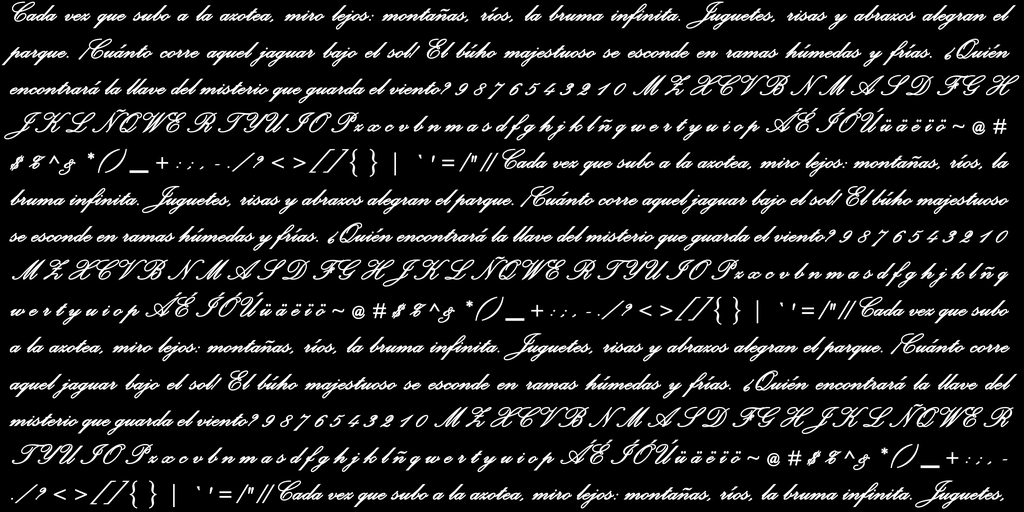 Cada vez que subo a la azotea, miro lejos: montañas, ríos, la bruma infinita. Juguetes, risas y abrazos alegran el
parque. ¡Cuánto corre aquel jaguar bajo el sol! El búho majestuoso se esconde en ramas húmedas y frías. ¿Quién
encontrará la llave del misterio que guarda el viento? 9 8 7 6 5 4 3 2 1 0 M Z X C V B N M A S D F G H
J K L Ñ Q W E R T Y U I O P z x c v b n m a s d f g h j k l ñ q w e r t y u i o p Á É Í Ó Ú ü ä ë ï ö ~ @ #
$ % ^ & * ( ) _ + : ; , - . / ? < > [ ] { } | ` ' = / " // Cada vez que subo a la azotea, miro lejos: montañas, ríos, la
bruma infinita. Juguetes, risas y abrazos alegran el parque. ¡Cuánto corre aquel jaguar bajo el sol! El búho majestuoso
se esconde en ramas húmedas y frías. ¿Quién encontrará la llave del misterio que guarda el viento? 9 8 7 6 5 4 3 2 1 0
M Z X C V B N M A S D F G H J K L Ñ Q W E R T Y U I O P z x c v b n m a s d f g h j k l ñ q
w e r t y u i o p Á É Í Ó Ú ü ä ë ï ö ~ @ # $ % ^ & * ( ) _ + : ; , - . / ? < > [ ] { } | ` ' = / " // Cada vez que subo
a la azotea, miro lejos: montañas, ríos, la bruma infinita. Juguetes, risas y abrazos alegran el parque. ¡Cuánto corre
aquel jaguar bajo el sol! El búho majestuoso se esconde en ramas húmedas y frías. ¿Quién encontrará la llave del
misterio que guarda el viento? 9 8 7 6 5 4 3 2 1 0 M Z X C V B N M A S D F G H J K L Ñ Q W E R
T Y U I O P z x c v b n m a s d f g h j k l ñ q w e r t y u i o p Á É Í Ó Ú ü ä ë ï ö ~ @ # $ % ^ & * ( ) _ + : ; , -
. / ? < > [ ] { } | ` ' = / " // Cada vez que subo a la azotea, miro lejos: montañas, ríos, la bruma infinita. Juguetes,